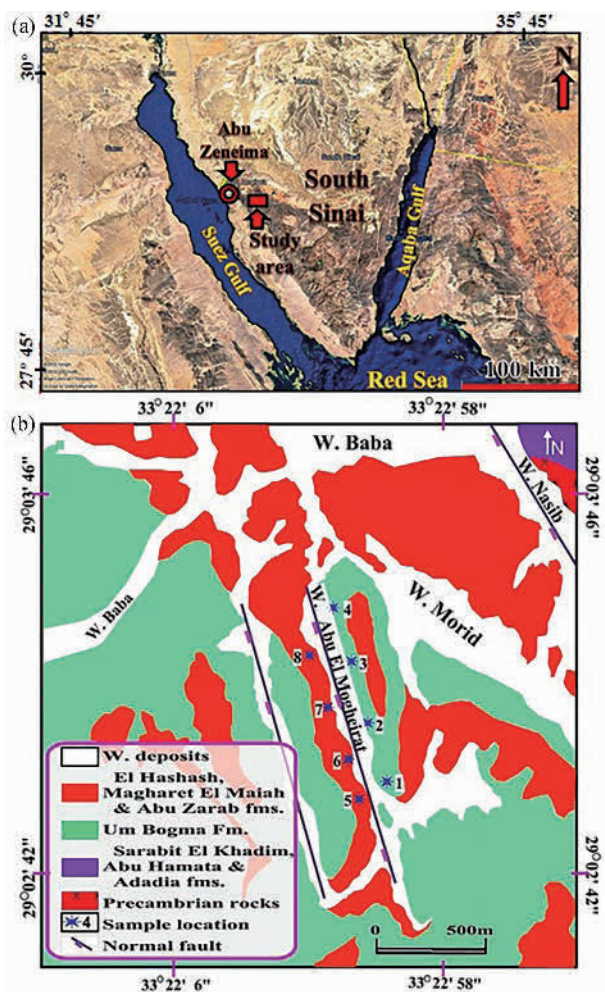 (a)
31° 45'
35° 45'
30°
N
Abu
Zeneima
South
Sinai
Study
area
Suez Gulf
Aqaba Gulf
27° 45'
Red Sea
100 km
33°22' 6"
33°22' 58"
(b)
W. Baba
N
W. Nasib
29°03' 46"
29°03' 46"
W. Baba
W. Morid
W. Abu El Mogheirat
4
8
3
7
2
6
1
5
W. deposits
El Hashash,
Magharet El Maiah
& Abu Zarab fms.
Um Bogma Fm.
Sarabit El Khadim,
Abu Hamata &
Adadia fms.
Precambrian rocks
4 Sample location
Normal fault
29°02' 42"
29°02' 42"
0 500m
33°22' 6"
33°22' 58"